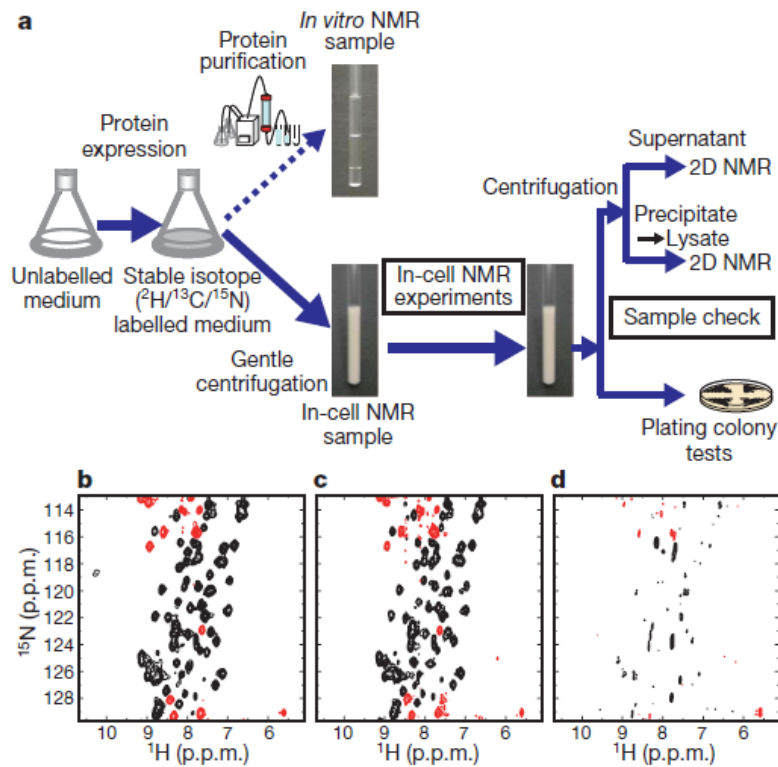 a
In vitro NMR
sample
Protein
purification
Protein
expression
Unlabelled
medium
Stable isotope
(²H/¹³C/¹⁵N)
labelled medium
Gentle
centrifugation
In-cell NMR
sample
In-cell NMR
experiments
Centrifugation
Supernatant
2D NMR
Precipitate
Lysate
2D NMR
Sample check
Plating colony
tests
b
c
d
114
116
118
120
122
124
126
128
¹⁵N (p.p.m.)
10 9 8 7 6
¹H (p.p.m.)
10 9 8 7 6
¹H (p.p.m.)
10 9 8 7 6
¹H (p.p.m.)